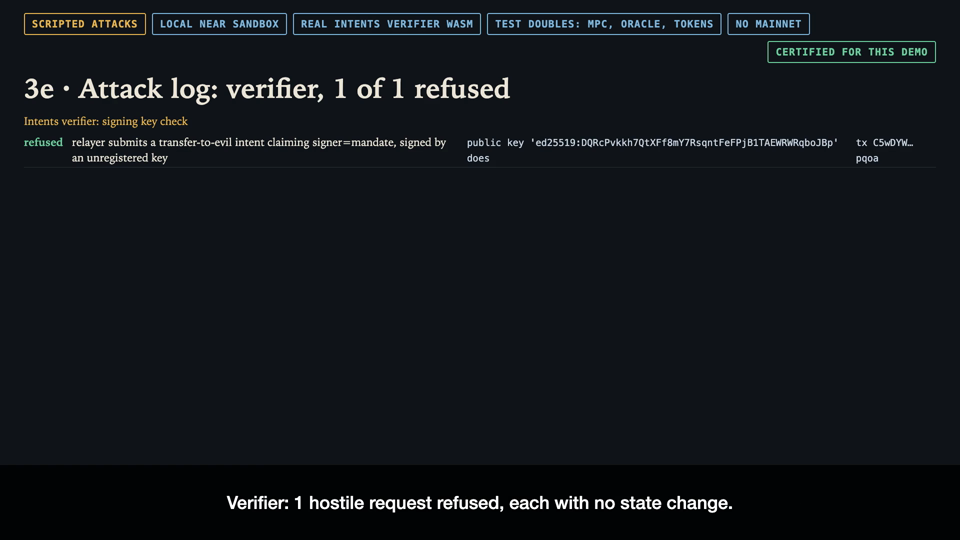 SCRIPTED ATTACKS
LOCAL NEAR SANDBOX
REAL INTENTS VERIFIER WASM
TEST DOUBLES: MPC, ORACLE, TOKENS
NO MAINNET
CERTIFIED FOR THIS DEMO
3e · Attack log: verifier, 1 of 1 refused
Intents verifier: signing key check
refused relayer submits a transfer-to-evil intent claiming signer=mandate, signed by
an unregistered key
public key 'ed25519:DQRcPvkkh7QtXFf8mY7RsqntFeFPjB1TAEWRWRqboJBp'
does
tx C5wDYW…
pqoa
Verifier: 1 hostile request refused, each with no state change.